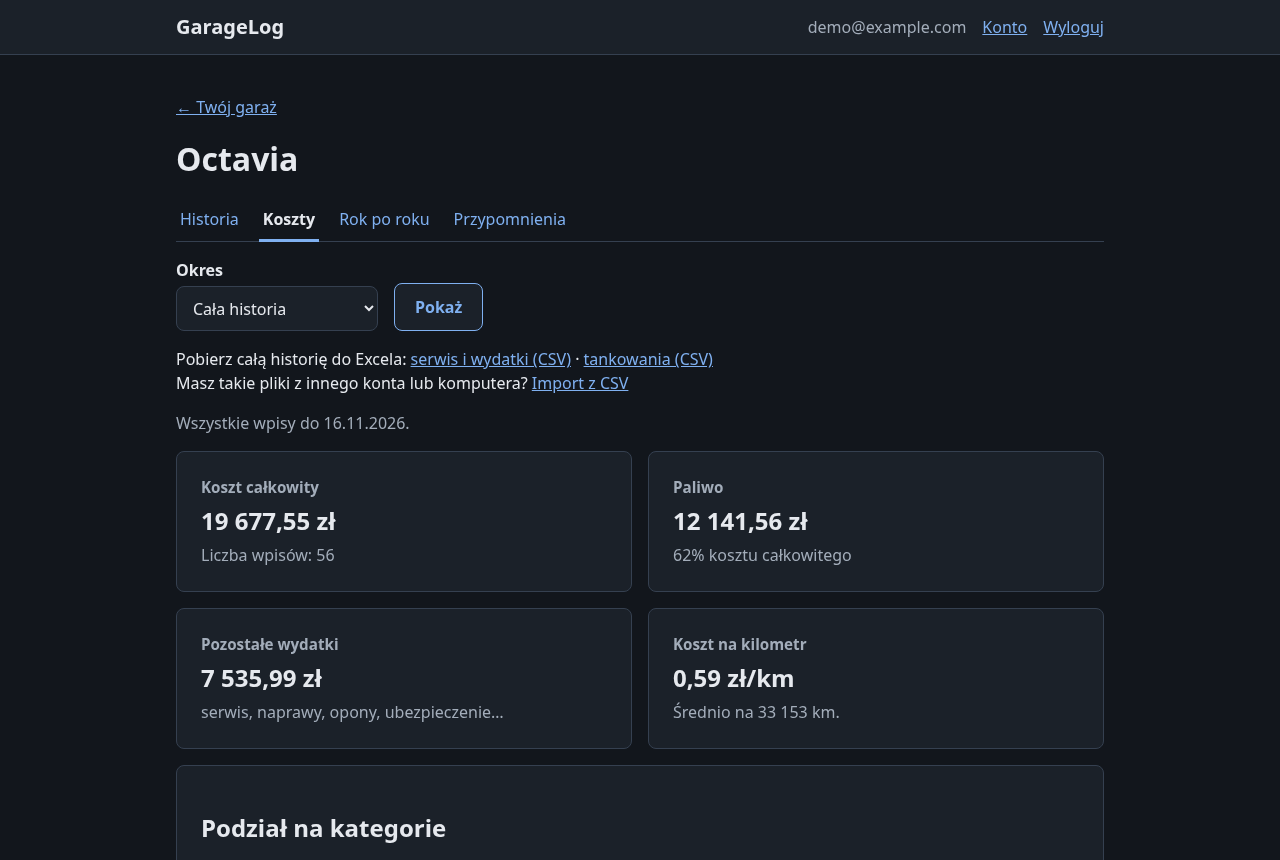 GarageLog
demo@example.com Konto Wyloguj
← Twój garaż
Octavia
Historia Koszty Rok po roku Przypomnienia
Okres
Cała historia Pokaż
Pobierz całą historię do Excela: serwis i wydatki (CSV) · tankowania (CSV)
Masz takie pliki z innego konta lub komputera? Import z CSV
Wszystkie wpisy do 16.11.2026.
Koszt całkowity
19 677,55 zł
Liczba wpisów: 56
Paliwo
12 141,56 zł
62% kosztu całkowitego
Pozostałe wydatki
7 535,99 zł
serwis, naprawy, opony, ubezpieczenie…
Koszt na kilometr
0,59 zł/km
Średnio na 33 153 km.
Podział na kategorie